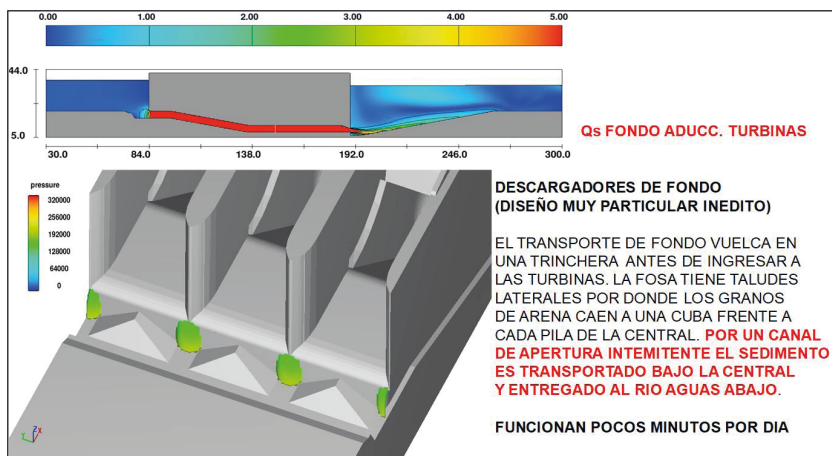 0.00 1.00 2.00 3.00 4.00 5.00
44.0
5.0
30.0 84.0 138.0 192.0 246.0 300.0
Qs FONDO ADUCC. TURBINAS
pressure
320000
256000
192000
128000
64000
0
Z
Y X
DESCARGADORES DE FONDO
(DISEÑO MUY PARTICULAR INEDITO)
EL TRANSPORTE DE FONDO VUELCA EN
UNA TRINCHERA ANTES DE INGRESAR A
LAS TURBINAS. LA FOSA TIENE TALUDES
LATERALES POR DONDE LOS GRANOS
DE ARENA CAEN A UNA CUBA FRENTE A
CADA PILA DE LA CENTRAL. POR UN CANAL
DE APERTURA INTEMITENTE EL SEDIMENTO
ES TRANSPORTADO BAJO LA CENTRAL
Y ENTREGADO AL RIO AGUAS ABAJO.
FUNCIONAN POCOS MINUTOS POR DIA